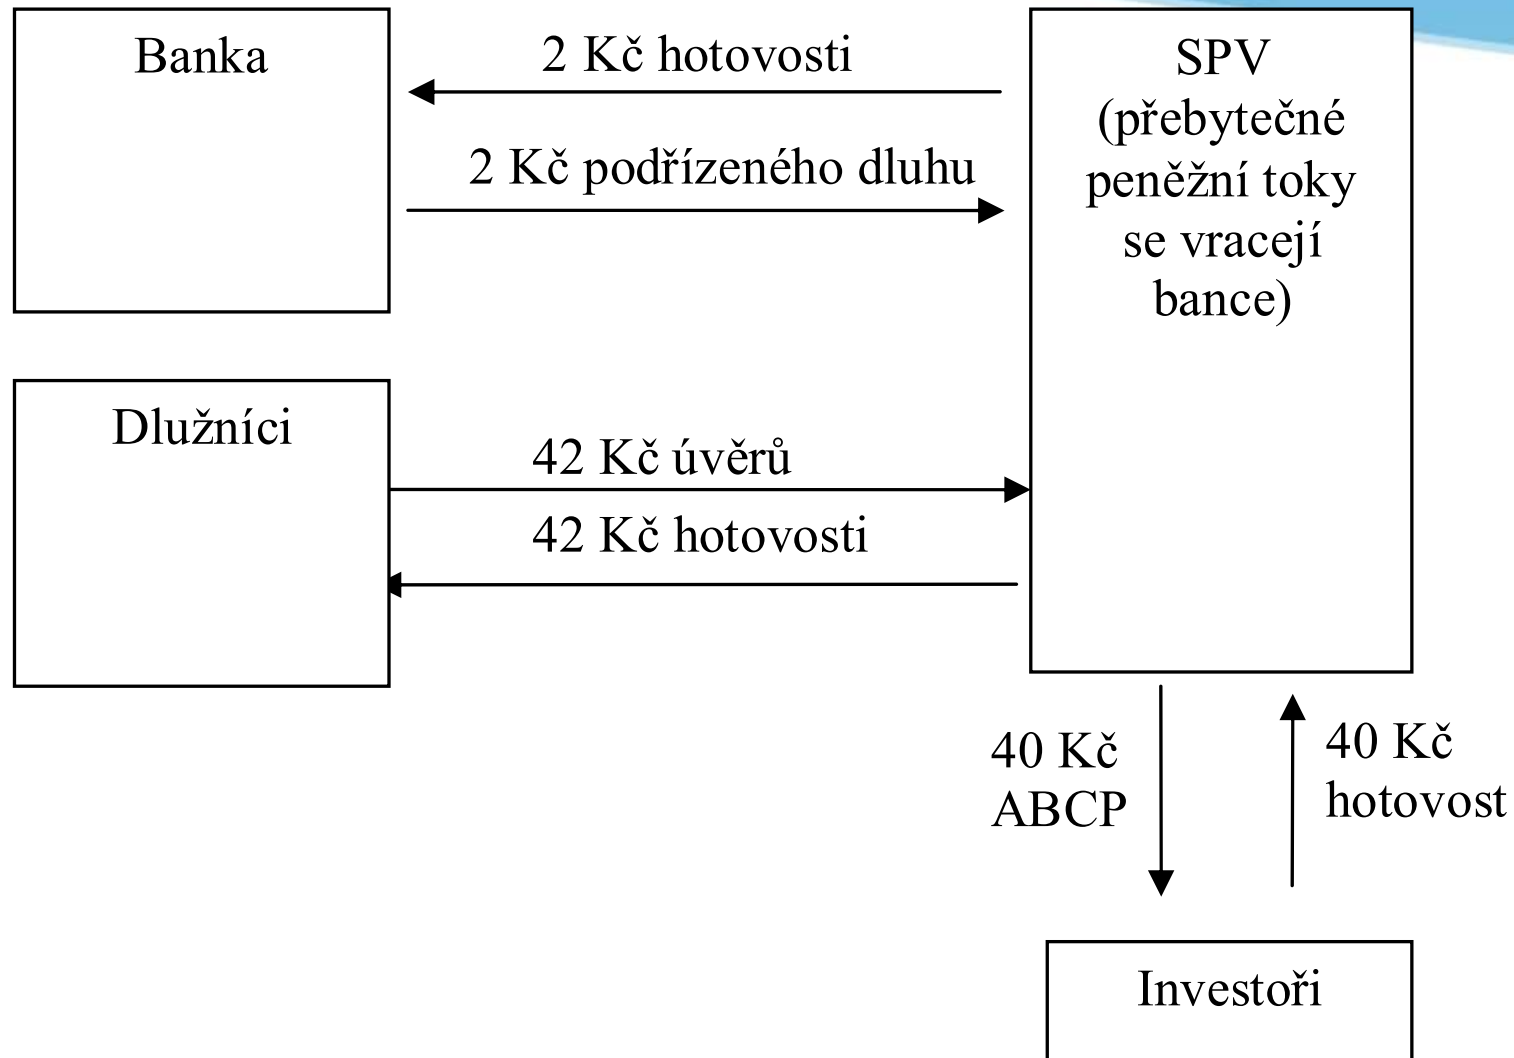 Banka
2 Kč hotovosti
2 Kč podřízeného dluhu
SPV
(přebytečné
peněžní toky
se vracejí
bance)
Dlužníci
42 Kč úvěrů
42 Kč hotovosti
40 Kč
ABCP
40 Kč
hotovost
Investoři